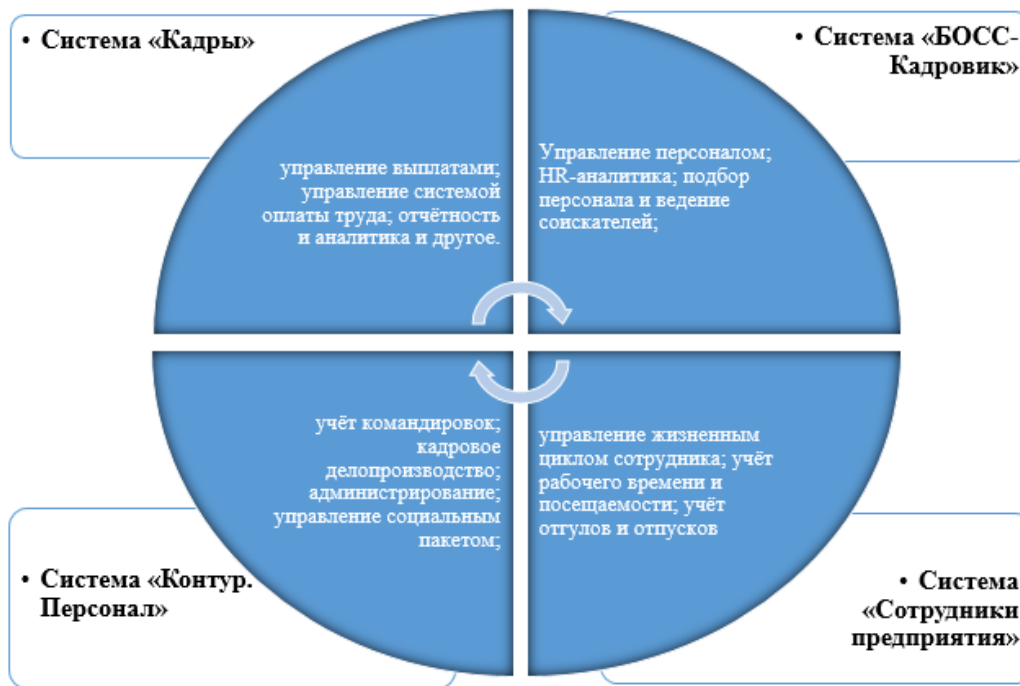 • Система «Кадры»
управление выплатами;
управление системой
оплаты труда; отчётность
и аналитика и другое.
• Система «БОСС-
Кадровик»
Управление персоналом;
HR-аналитика; подбор
персонала и ведение
соискателей;
учёт командировок;
кадровое
делопроизводство;
администрирование;
управление социальным
пакетом;
• Система «Контур.
Персонал»
управление жизненным
циклом сотрудника; учёт
рабочего времени и
посещаемости; учёт
отгулов и отпусков
• Система
«Сотрудники
предприятия»